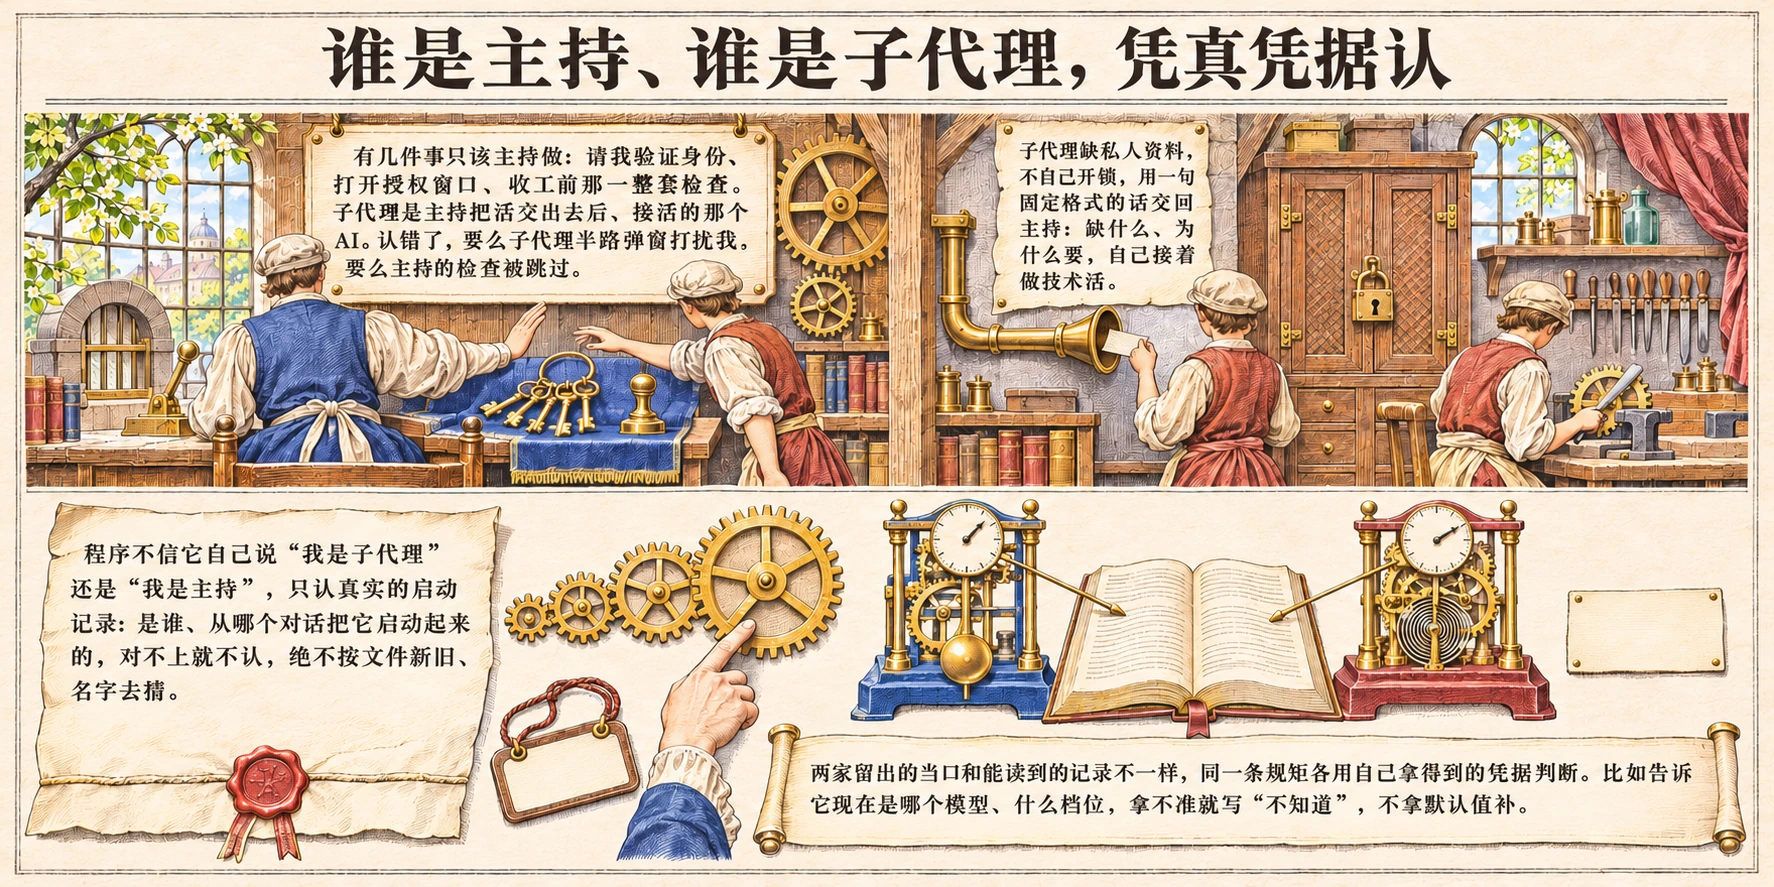 谁是主持、谁是子代理，凭真凭据认
有几件事只该主持做：请我验证身份、
打开授权窗口、收工前那一整套检查。
子代理是主持把活交出去后、接活的那个
AI。认错了，要么子代理半路弹窗打扰我。
要么主持的检查被跳过。
子代理缺私人资料，
不自己开锁，用一句
固定格式的话交回
主持：缺什么、为
什么要，自己接着
做技术活。
程序不信它自己说“我是子代理”
还是“我是主持”，只认真实的启动
记录：是谁、从哪个对话把它启动起来
的，对不上就不认，绝不按文件新旧、
名字去猜。
两家留出的当口和能读到的记录不一样，同一条规矩各用自己拿得到的凭据判断。比如告诉
它现在是哪个模型、什么档位，拿不准就写“不知道”，不拿默认值补。